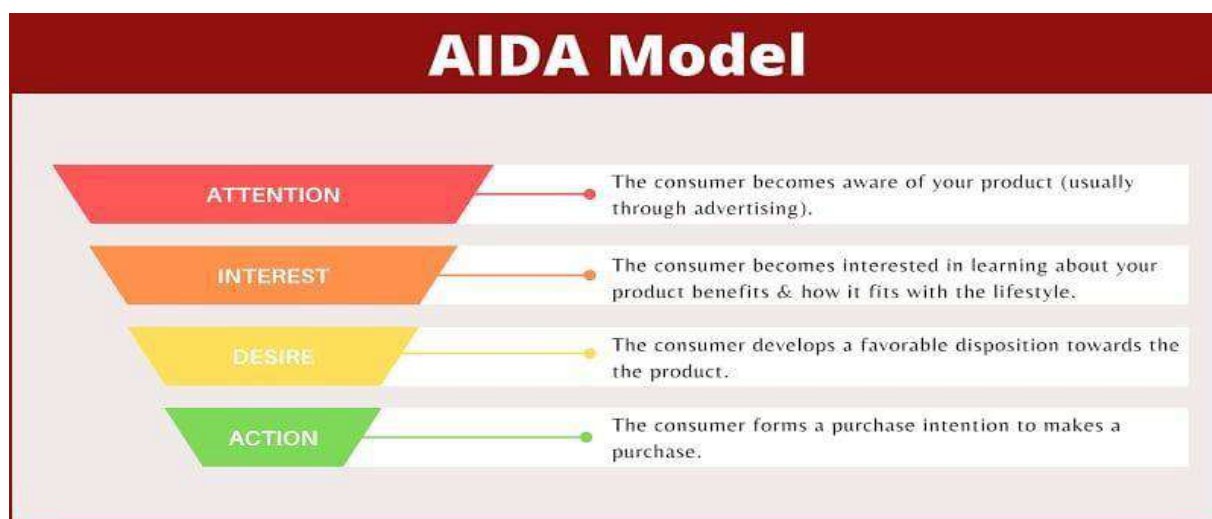 AIDA Model
ATTENTION
The consumer becomes aware of your product (usually
through advertising).
INTEREST
The consumer becomes interested in learning about your
product benefits & how it fits with the lifestyle.
DESIRE
The consumer develops a favorable disposition towards the
the product.
ACTION
The consumer forms a purchase intention to makes a
purchase.